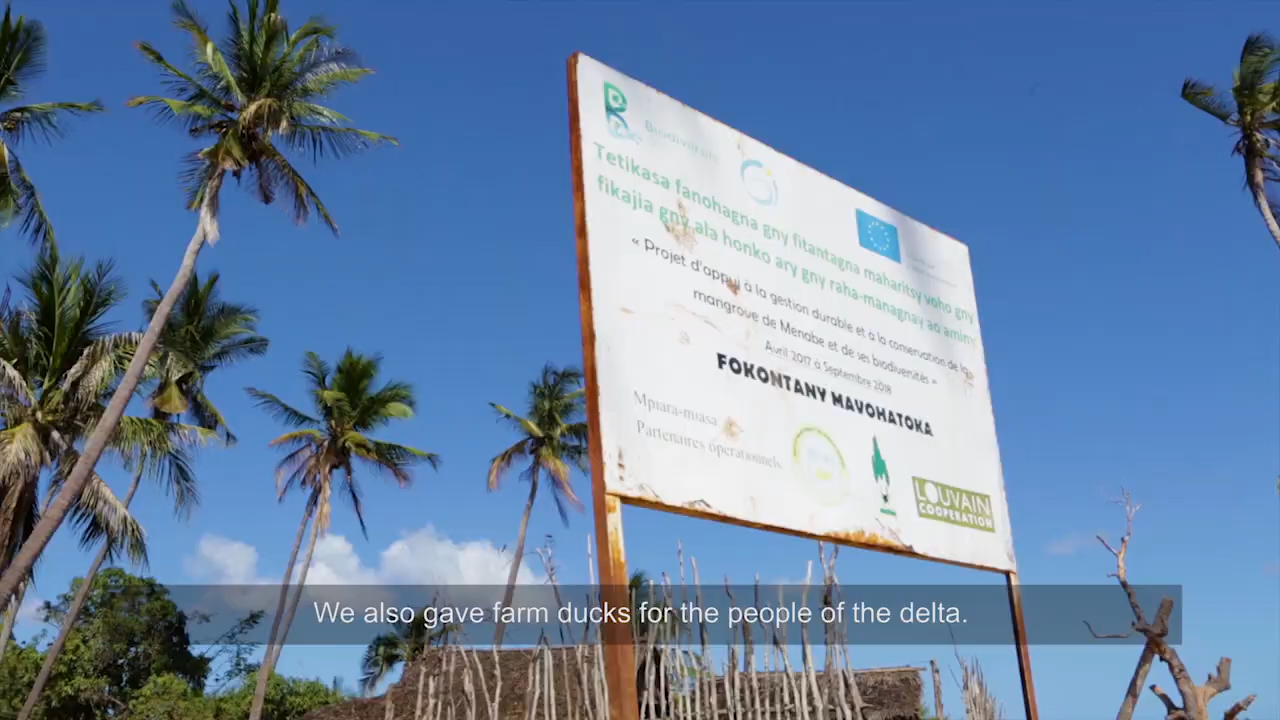 Biodiversité
Tetikasa fanohagna gny fitantagna maharitsy voho gny
fikajia gny ala honko ary gny raha-managnay ao amin'ny
« Projet d'appui à la gestion durable et à la conservation de la
mangrove de Menabe et de ses biodiversités »
Avril 2017 à Septembre 2018
FOKONTANY MAVOHATOKA
Mpiara-miasa
Partenaires opérationnels
LOUVAIN
COOPERATION
We also gave farm ducks for the people of the delta.